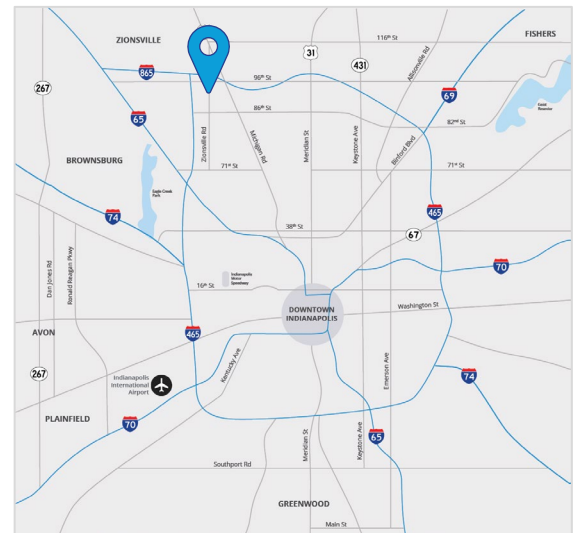 ZIONSVILLE
FISHERS
116th St
31
431
Allisonville Rd
865
96th St
267
69
65
86th St
82nd St
Zionsville Rd
Michigan Rd
Meridian St
Keystone Ave
Binford Blvd
BROWNSBURG
71st St
71st St
Eagle Creek
Park
74
465
38th St
67
70
Dan Jones Rd
Ronald Reagan Pkwy
Indianapolis
Motor
Speedway
16th St
Washington St
DOWNTOWN
INDIANAPOLIS
AVON
465
Kentucky Ave
Emerson Ave
267
Indianapolis
International
Airport
74
PLAINFIELD
70
Meridian St
Keystone Ave
65
Southport Rd
GREENWOOD
Main St